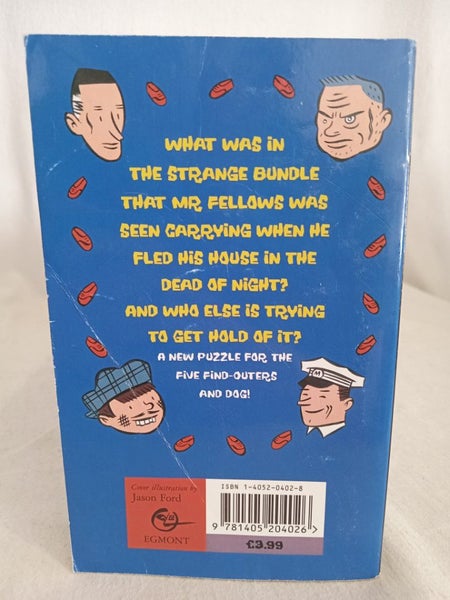 WHAT WAS iN
THE STRANGE BUNDLE
THAT MR FELLOWS WAS
SEEN CARRYiNG WHEN HE
FLED HiS HOUSE iN THE
DEAD OF NiGHT?
AND WHO ELSE iS TRYiNG
TO GET HOLD OF iT?
A NEW PUZZLE FOR THE
FiVE FiND-OUTERS
AND DOG!
M
Cover illustration by
Jason Ford
EGMONT
ISBN 1-4052-0402-8
9 781405 204026 >
£3.99